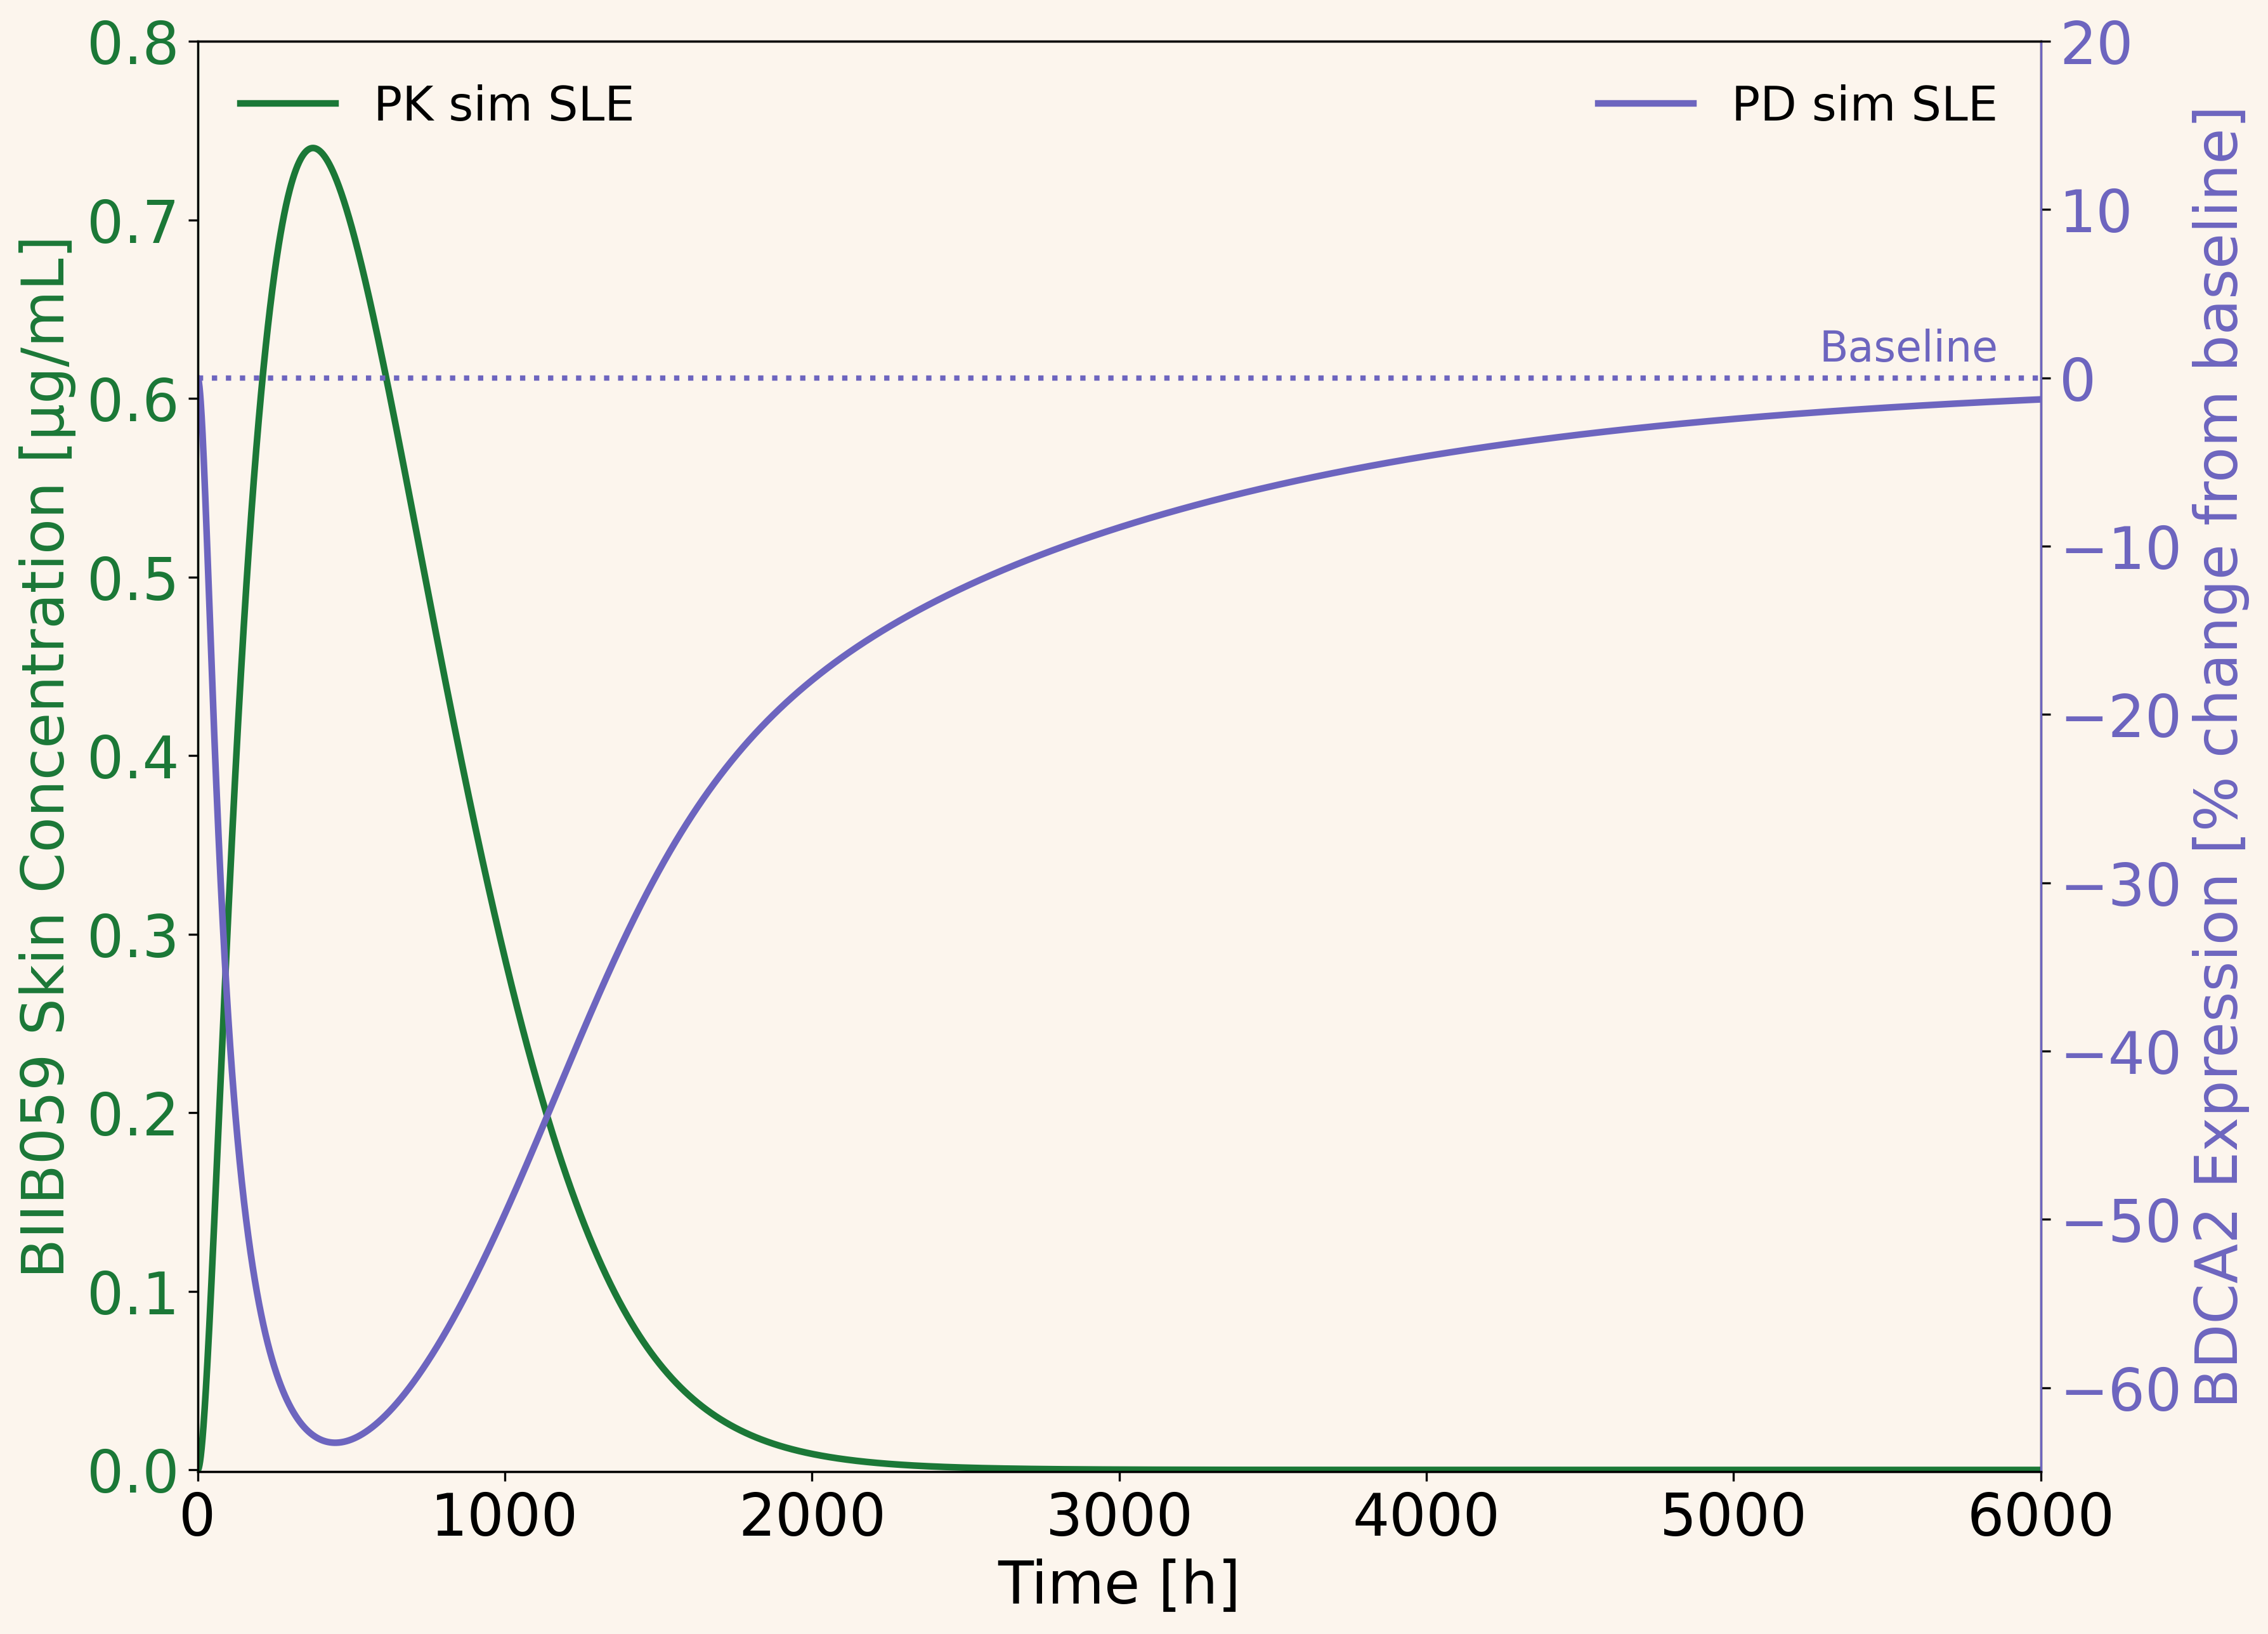 BIIB059 Skin Concentration [µg/mL]
0.8
0.7
0.6
0.5
0.4
0.3
0.2
0.1
0.0
PK sim SLE
PD sim SLE
Baseline
20
10
0
−10
−20
−30
−40
−50
−60
BDCA2 Expression [% change from baseline]
0 1000 2000 3000 4000 5000 6000
Time [h]